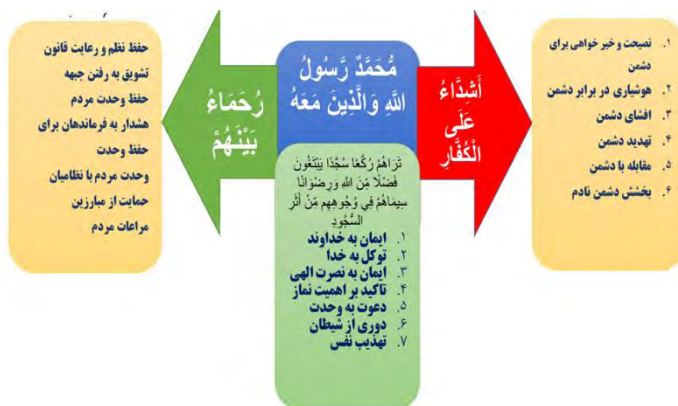 ۱. نصیحت و خیر خواهی برای
دشمن
۲. هوشیاری در برابر دشمن
۳. افشای دشمن
۴. تهدید دشمن
۵. مقابله با دشمن
۶. بخشش دشمن نادم
أَشِدَّاءُ
عَلَى
الْكُفَّارِ
مُحَمَّدٌ رَّسُولُ
اللَّهِ وَالَّذِينَ مَعَهُ
تَرَاهُمْ رُكَّعًا سُجَّدًا يَبْتَغُونَ
فَضْلًا مِّنَ اللَّهِ وَرِضْوَانًا
سِيمَاهُمْ فِي وُجُوهِهِم مِّنْ أَثَرِ
السُّجُودِ
۱. ایمان به خداوند
۲. توکل به خدا
۳. ایمان به نصرت الهی
۴. تاکید بر اهمیت نماز
۵. دعوت به وحدت
۶. دوری از شیطان
۷. تهذیب نفس
رُحَمَاءُ
بَيْنَهُمْ
حفظ نظم و رعایت قانون
تشویق به رفتن جبهه
حفظ وحدت مردم
هشدار به فرماندهان برای
حفظ وحدت
وحدت مردم با نظامیان
حمایت از مبارزین
مراعات مردم